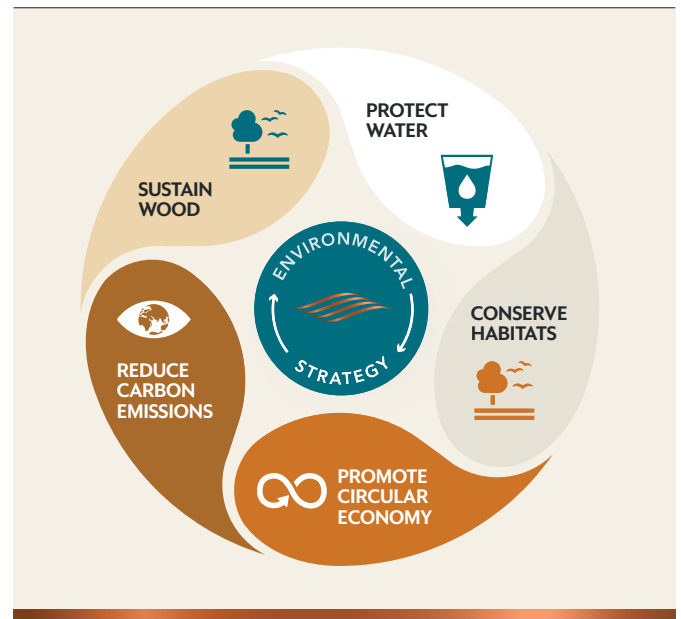 PROTECT
WATER
SUSTAIN
WOOD
ENVIRONMENTAL
STRATEGY
CONSERVE
HABITATS
REDUCE
CARBON
EMISSIONS
PROMOTE
CIRCULAR
ECONOMY